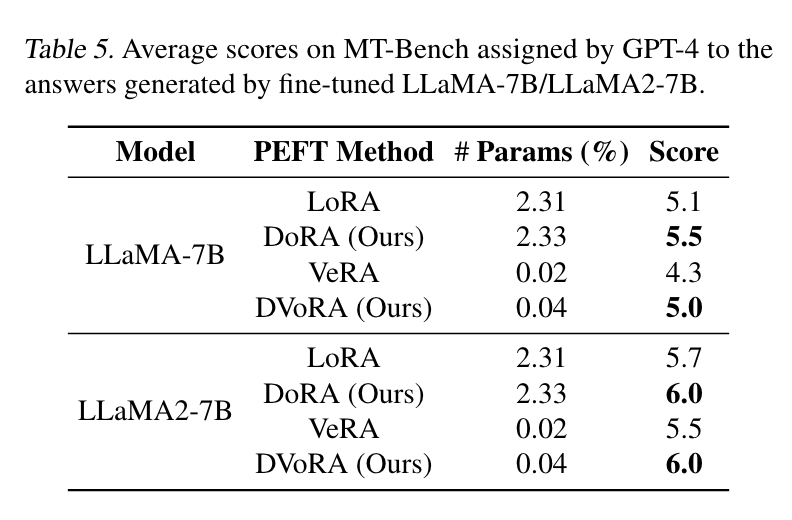 Table 5. Average scores on MT-Bench assigned by GPT-4 to the
answers generated by fine-tuned LLaMA-7B/LLaMA2-7B.
Model PEFT Method # Params (%) Score
LLaMA-7B
LoRA 2.31 5.1
DoRA (Ours) 2.33 5.5
VeRA 0.02 4.3
DVoRA (Ours) 0.04 5.0
LLaMA2-7B
LoRA 2.31 5.7
DoRA (Ours) 2.33 6.0
VeRA 0.02 5.5
DVoRA (Ours) 0.04 6.0